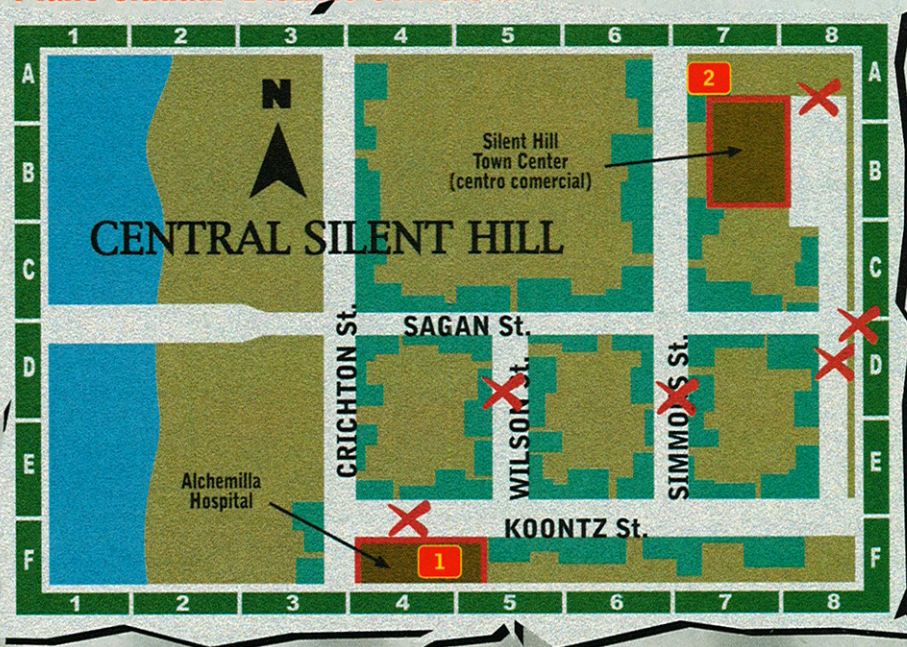 1 2 3 4 5 6 7 8
A A
N
2
B B
Silent Hill
Town Center
(centro comercial)
CENTRAL SILENT HILL
C C
SAGAN St.
CRICHTON St.
WILSON St.
SIMMONS St.
D D
E E
Alchemilla
Hospital
KOONTZ St.
F F
1
1 2 3 4 5 6 7 8